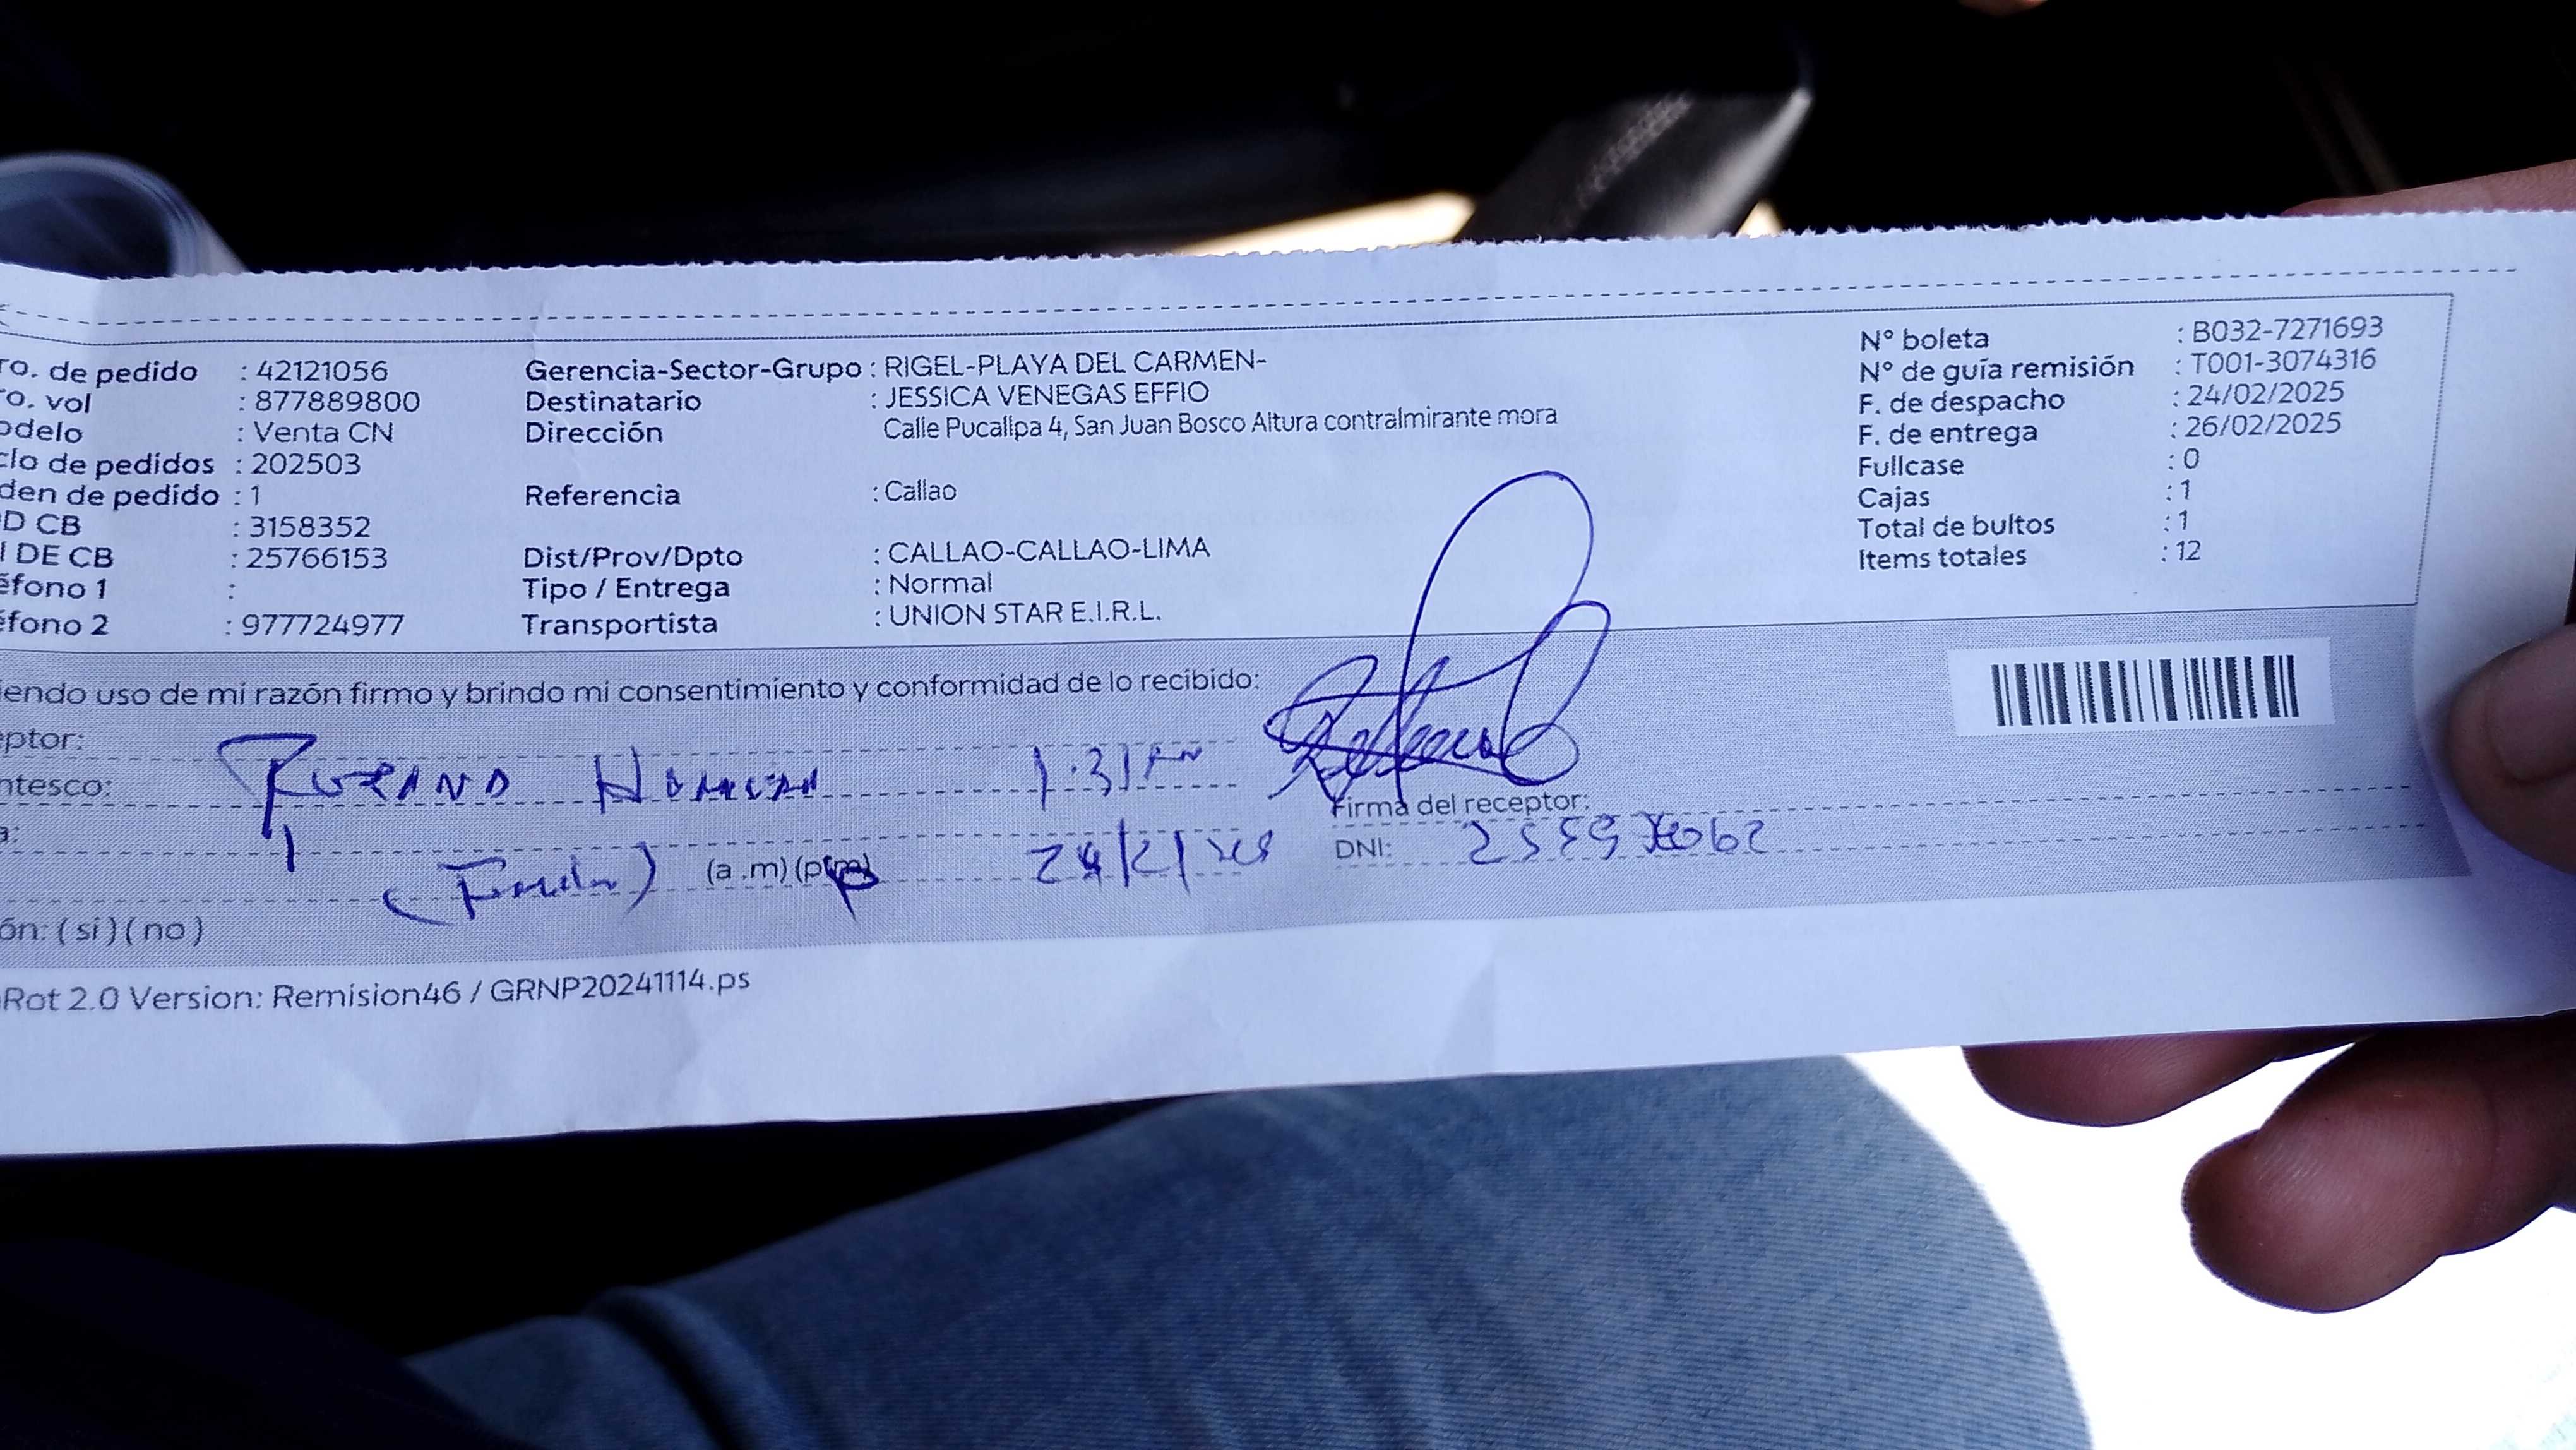 ro. de pedido : 42121056
ro. vol : 877889800
odelo : Venta CN
clo de pedidos : 202503
den de pedido : 1
D CB : 3158352
I DE CB : 25766153
éfono 1 :
éfono 2 : 977724977
Gerencia-Sector-Grupo : RIGEL-PLAYA DEL CARMEN-
Destinatario : JESSICA VENEGAS EFFIO
Dirección Calle Pucallpa 4, San Juan Bosco Altura contralmirante mora
Referencia : Callao
Dist/Prov/Dpto : CALLAO-CALLAO-LIMA
Tipo / Entrega : Normal
Transportista : UNION STAR E.I.R.L.
N° boleta : B032-7271693
N° de guía remisión : T001-3074316
F. de despacho : 24/02/2025
F. de entrega : 26/02/2025
Fullcase : 0
Cajas : 1
Total de bultos : 1
Items totales : 12
iendo uso de mi razón firmo y brindo mi consentimiento y conformidad de lo recibido:
eptor:
ntesco:
1:31
Firma del receptor:
a:
(a .m) (p.m)
DNI:
ón: ( si ) ( no )
Rot 2.0 Version: Remision46 / GRNP20241114.ps